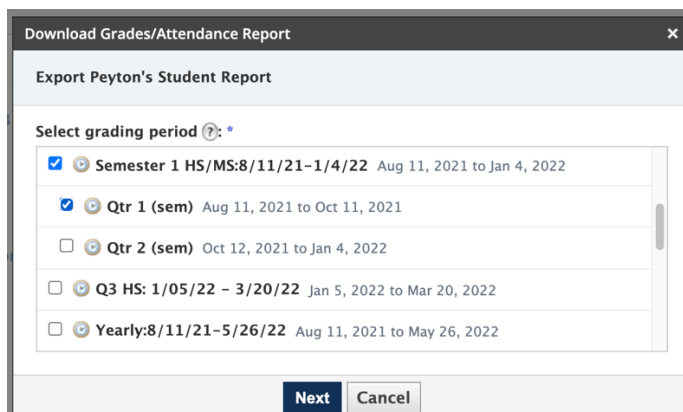 Download Grades/Attendance Report ×
Export Peyton's Student Report
Select grading period ?: *
Semester 1 HS/MS:8/11/21-1/4/22 Aug 11, 2021 to Jan 4, 2022
Qtr 1 (sem) Aug 11, 2021 to Oct 11, 2021
Qtr 2 (sem) Oct 12, 2021 to Jan 4, 2022
Q3 HS: 1/05/22 - 3/20/22 Jan 5, 2022 to Mar 20, 2022
Yearly:8/11/21-5/26/22 Aug 11, 2021 to May 26, 2022
Next Cancel